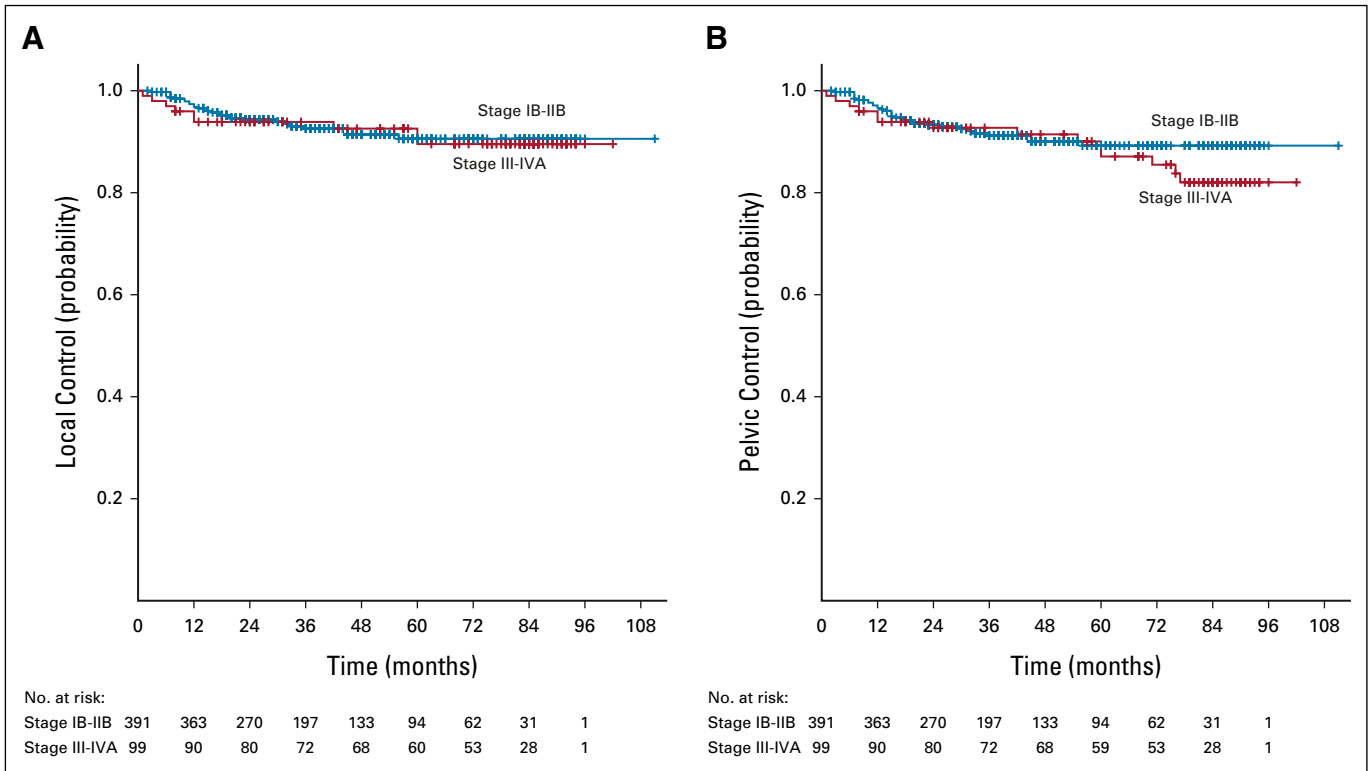 A
Local Control (probability)
1.0
0.8
0.6
0.4
0.2
Stage IB-IIB
Stage III-IVA
0 12 24 36 48 60 72 84 96 108
Time (months)
No. at risk:
Stage IB-IIB 391 363 270 197 133 94 62 31 1
Stage III-IVA 99 90 80 72 68 60 53 28 1
B
Pelvic Control (probability)
1.0
0.8
0.6
0.4
0.2
Stage IB-IIB
Stage III-IVA
0 12 24 36 48 60 72 84 96 108
Time (months)
No. at risk:
Stage IB-IIB 391 363 270 197 133 94 62 31 1
Stage III-IVA 99 90 80 72 68 59 53 28 1